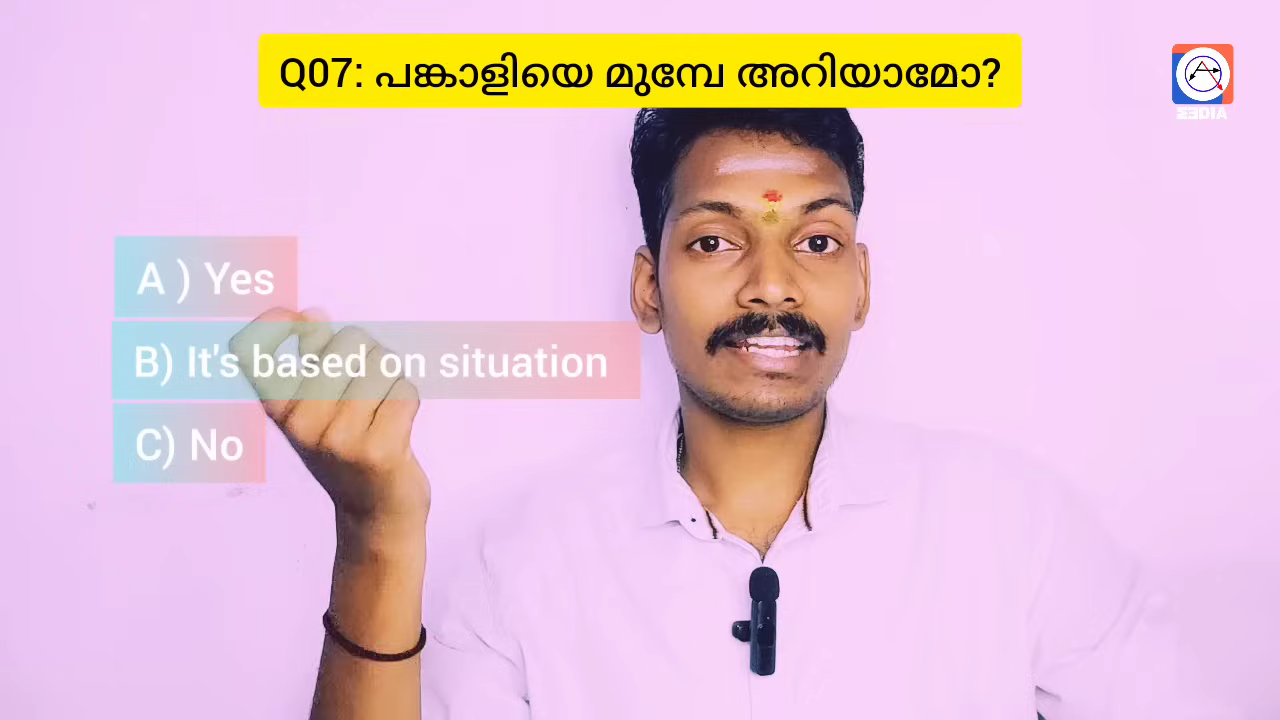 Q07: പങ്കാളിയെ മുമ്പേ അറിയാമോ?
A ) Yes
B) It's based on situation
C) No